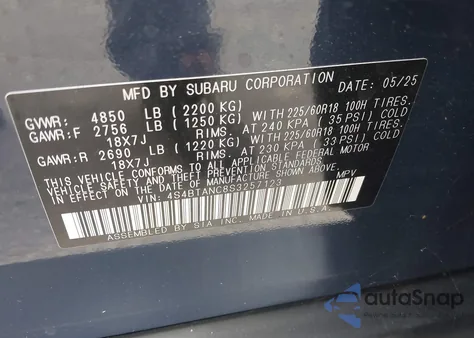 MFD BY SUBARU CORPORATION DATE: 05/25
GVWR: 4850 LB (2200 KG)
GAWR:F 2756 LB (1250 KG) WITH 225/60R18 100H TIRES,
18X7J RIMS, AT 240 KPA ( 35 PSI) COLD
GAWR:R 2690 LB (1220 KG) WITH 225/60R18 100H TIRES,
18X7J RIMS, AT 230 KPA ( 33 PSI) COLD
THIS VEHICLE CONFORMS TO ALL APPLICABLE FEDERAL MOTOR
VEHICLE SAFETY AND THEFT PREVENTION STANDARDS IN EFFECT
ON THE DATE OF MANUFACTURE SHOWN ABOVE.
VIN: 4S4BTANC8S3257123 MPV
ASSEMBLED BY SIA INC. MADE IN U.S.A.
autoSnap